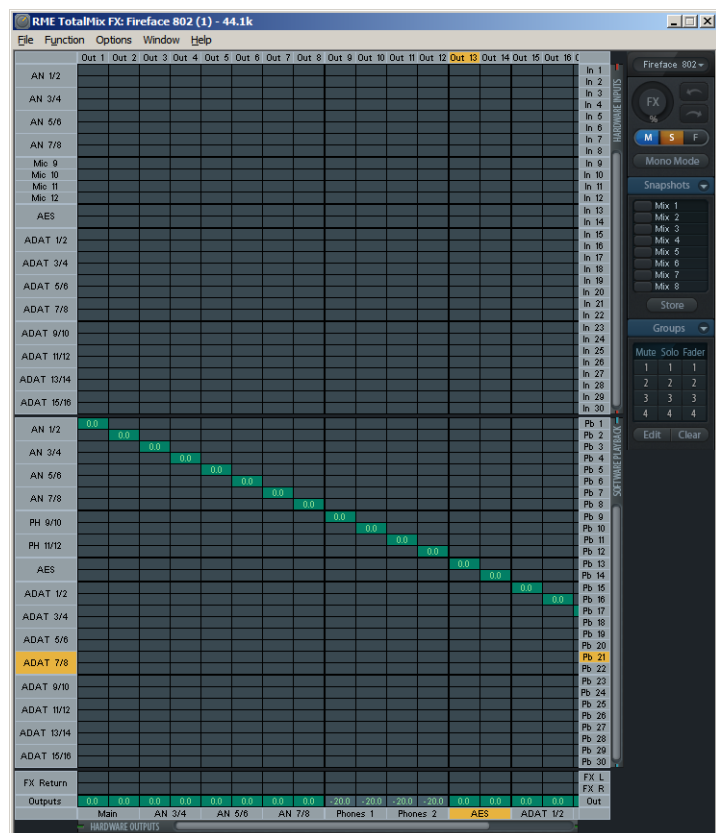 RME TotalMix FX: Fireface 802 (1) - 44.1k
File Function Options Window Help
Out 1 Out 2 Out 3 Out 4 Out 5 Out 6 Out 7 Out 8 Out 9 Out 10 Out 11 Out 12 Out 13 Out 14 Out 15 Out 16
AN 1/2 In 1
In 2
AN 3/4 In 3
In 4
AN 5/6 In 5
In 6
AN 7/8 In 7
In 8
Mic 9 In 9
Mic 10 In 10
Mic 11 In 11
Mic 12 In 12
AES In 13
In 14
ADAT 1/2 In 15
In 16
ADAT 3/4 In 17
In 18
ADAT 5/6 In 19
In 20
ADAT 7/8 In 21
In 22
ADAT 9/10 In 23
In 24
ADAT 11/12 In 25
In 26
ADAT 13/14 In 27
In 28
ADAT 15/16 In 29
In 30
HARDWARE INPUTS
AN 1/2 0.0 Pb 1
0.0 Pb 2
AN 3/4 0.0 Pb 3
0.0 Pb 4
AN 5/6 0.0 Pb 5
0.0 Pb 6
AN 7/8 0.0 Pb 7
0.0 Pb 8
PH 9/10 0.0 Pb 9
0.0 Pb 10
PH 11/12 0.0 Pb 11
0.0 Pb 12
AES 0.0 Pb 13
0.0 Pb 14
ADAT 1/2 0.0 Pb 15
0.0 Pb 16
ADAT 3/4 Pb 17
Pb 18
ADAT 5/6 Pb 19
Pb 20
ADAT 7/8 Pb 21
Pb 22
ADAT 9/10 Pb 23
Pb 24
ADAT 11/12 Pb 25
Pb 26
ADAT 13/14 Pb 27
Pb 28
ADAT 15/16 Pb 29
Pb 30
SOFTWARE PLAYBACK
FX Return FX L
FX R
Outputs 0.0 0.0 0.0 0.0 0.0 0.0 0.0 0.0 -20.0 -20.0 -20.0 -20.0 0.0 0.0 0.0 0.0 Out
Main AN 3/4 AN 5/6 AN 7/8 Phones 1 Phones 2 AES ADAT 1/2
HARDWARE OUTPUTS
Fireface 802
FX
%
M S F
Mono Mode
Snapshots
Mix 1
Mix 2
Mix 3
Mix 4
Mix 5
Mix 6
Mix 7
Mix 8
Store
Groups
Mute Solo Fader
1 1 1
2 2 2
3 3 3
4 4 4
Edit Clear